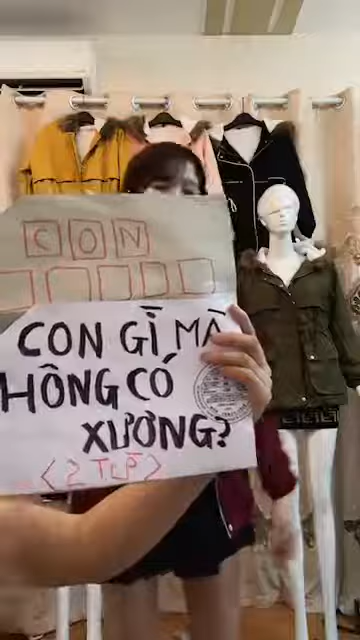 CON
CON GÌ MÀ
HÔNG CÓ
XƯƠNG?
<2 TỪ>